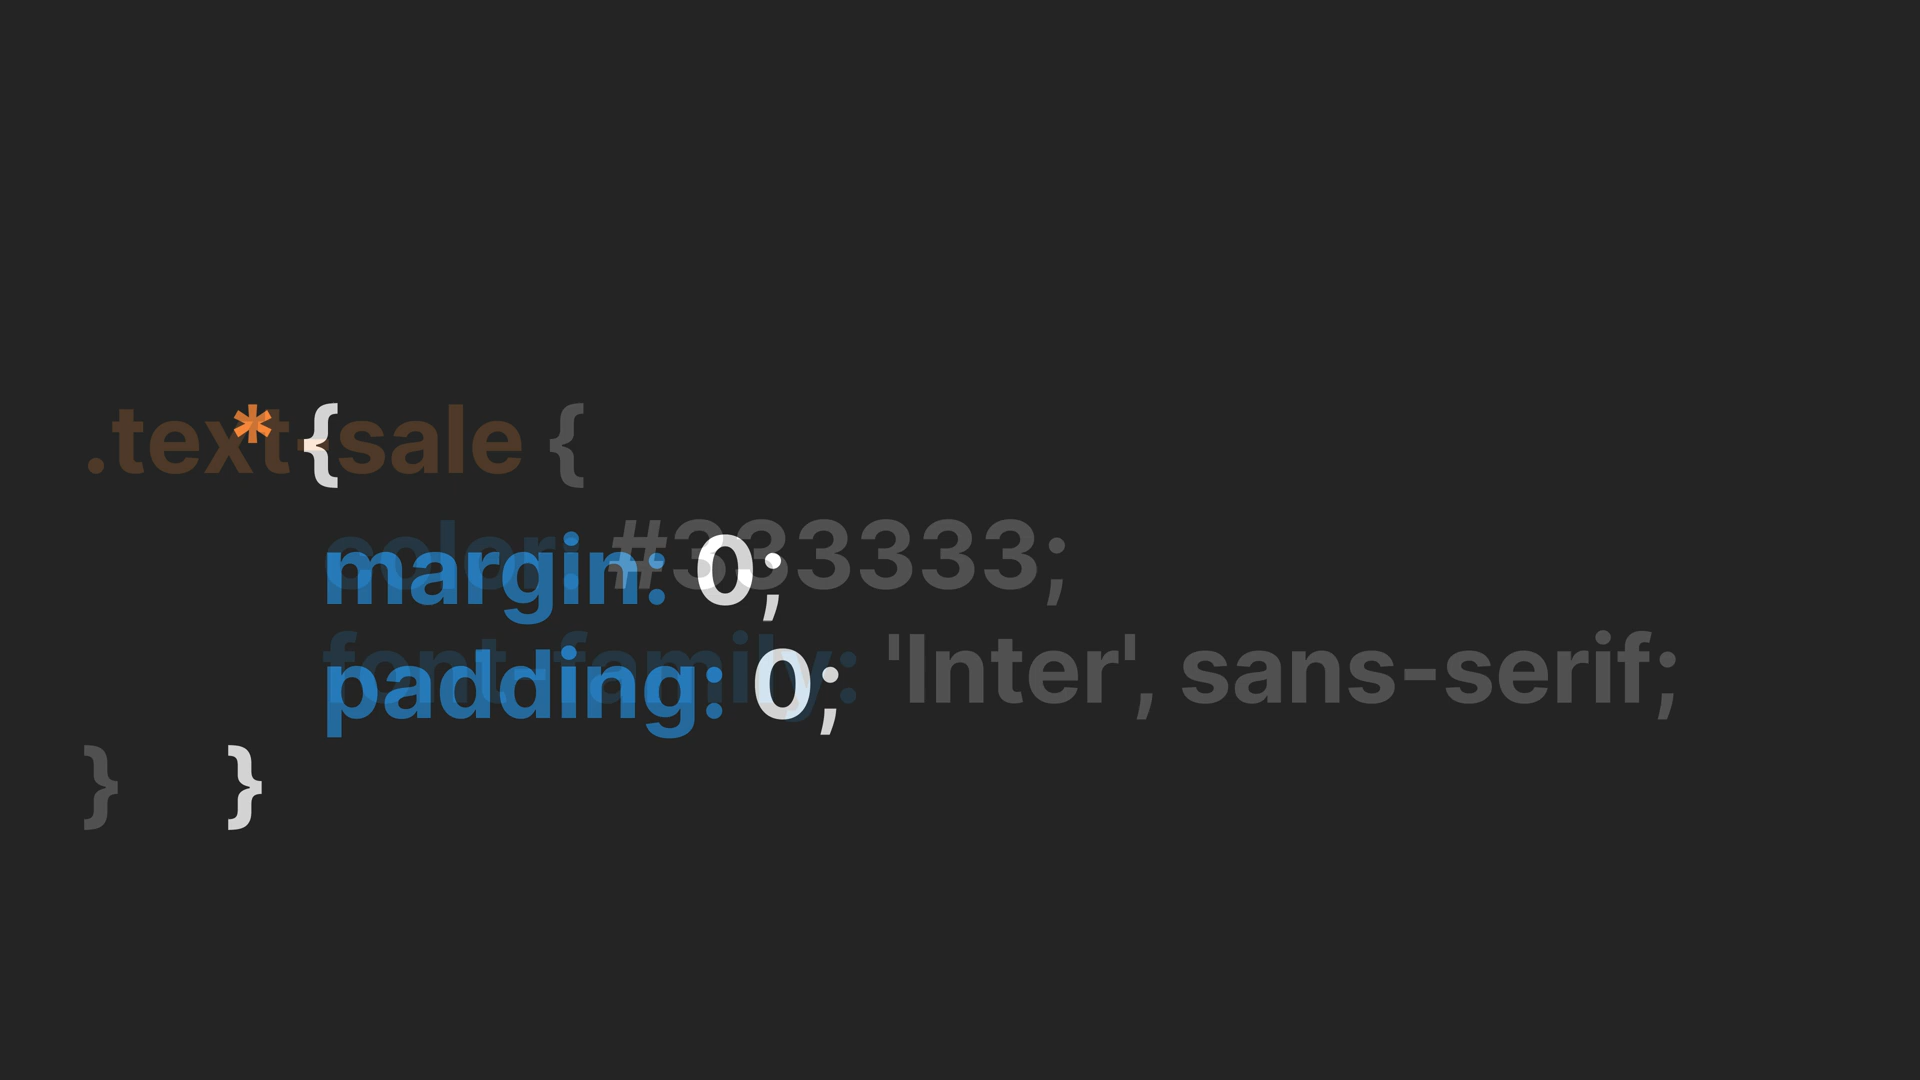 .text-sale {
color: #333333;
font-family: 'Inter', sans-serif;
}
* {
margin: 0;
padding: 0;
}